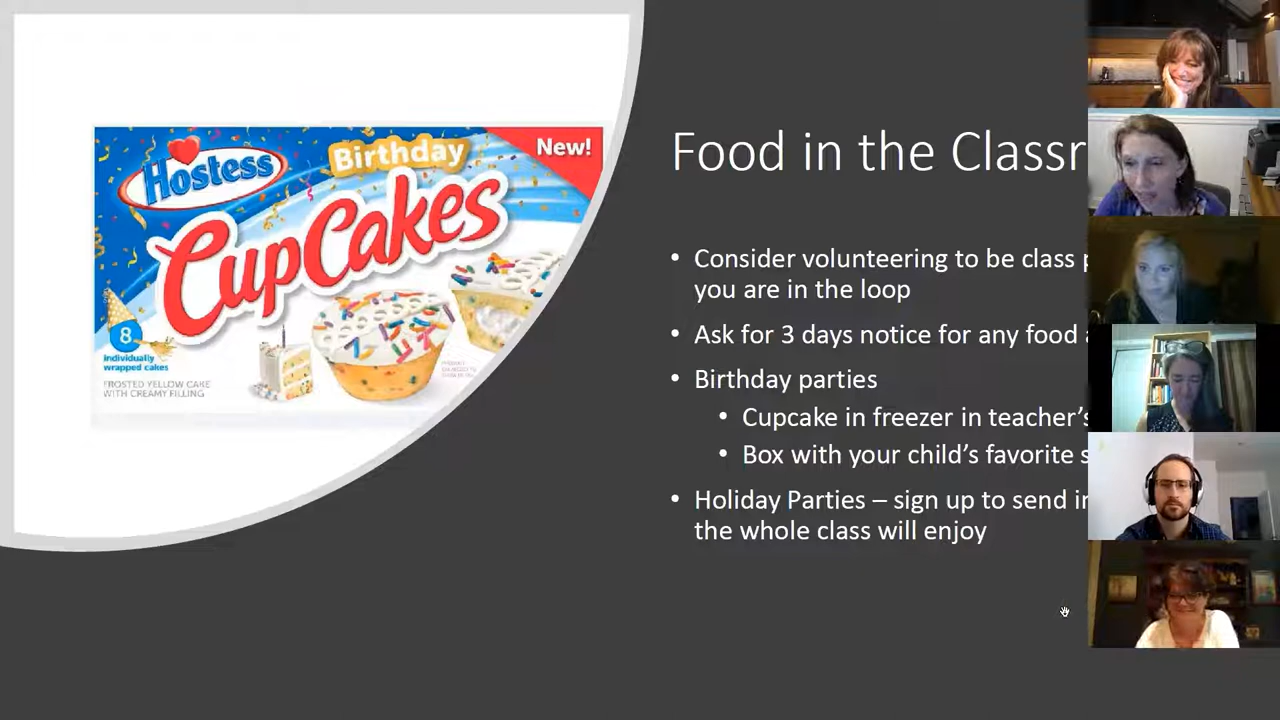 Hostess
Birthday
New!
CupCakes
8
individually
wrapped cakes
FROSTED YELLOW CAKE
WITH CREAMY FILLING
Food in the Classr
• Consider volunteering to be class p
you are in the loop
• Ask for 3 days notice for any food a
• Birthday parties
• Cupcake in freezer in teacher's
• Box with your child's favorite s
• Holiday Parties – sign up to send in
the whole class will enjoy